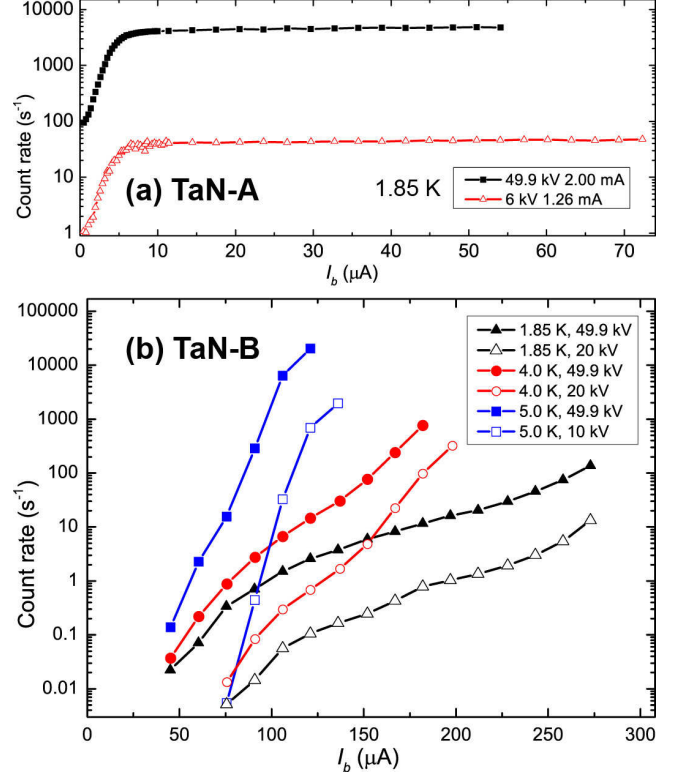 10000
1000
100
10
1
Count rate (s⁻¹)
(a) TaN-A
1.85 K
49.9 kV 2.00 mA
6 kV 1.26 mA
0 10 20 30 40 50 60 70
I_b (μA)
100000
10000
1000
100
10
1
0.1
0.01
Count rate (s⁻¹)
(b) TaN-B
1.85 K, 49.9 kV
1.85 K, 20 kV
4.0 K, 49.9 kV
4.0 K, 20 kV
5.0 K, 49.9 kV
5.0 K, 10 kV
0 50 100 150 200 250 300
I_b (μA)